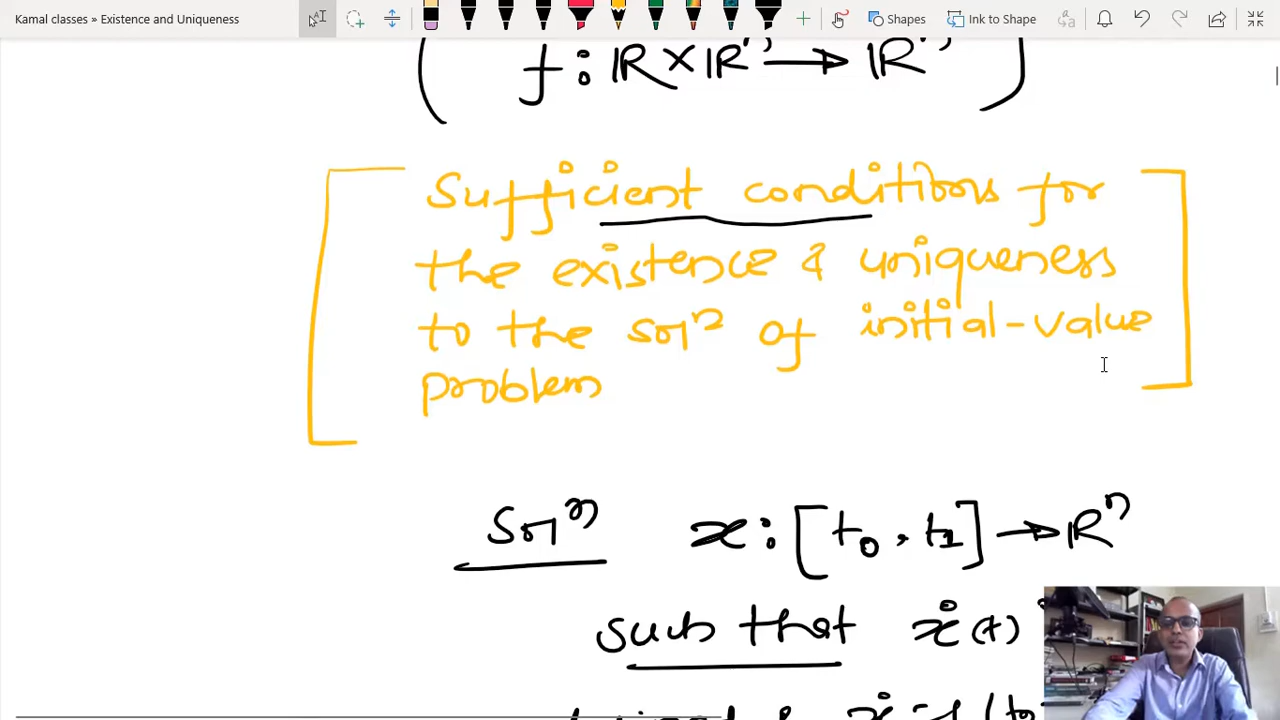 Kamal classes » Existence and Uniqueness
Shapes
Ink to Shape
( f : ℝ × ℝⁿ → ℝⁿ )
Sufficient conditions for
the existence & uniqueness
to the solⁿ of initial-value
problem
Solⁿ x : [t₀, t₁] → ℝⁿ
such that ẋ(t)